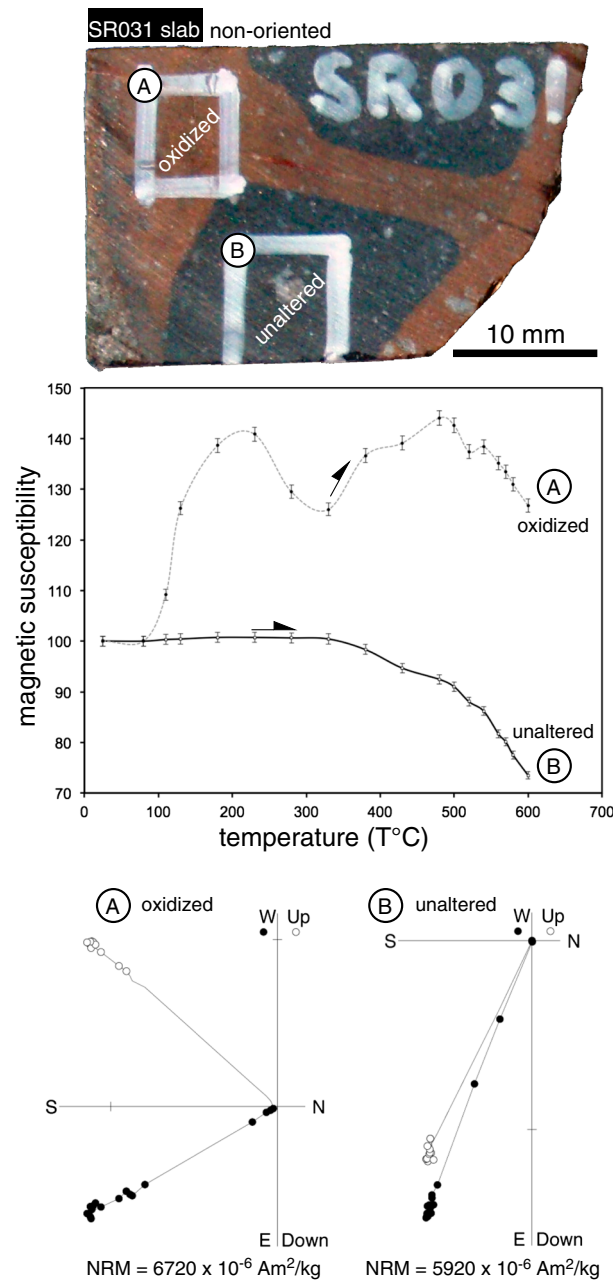 SR031 slab non-oriented
A
oxidized
SR031
B
unaltered
10 mm
150
140
130
120
110
100
90
80
70
magnetic susceptibility
A
oxidized
unaltered
B
0 100 200 300 400 500 600 700
temperature (T°C)
A oxidized
W Up
S N
E Down
NRM = 6720 x 10⁻⁶ Am²/kg
B unaltered
W Up
S N
E Down
NRM = 5920 x 10⁻⁶ Am²/kg